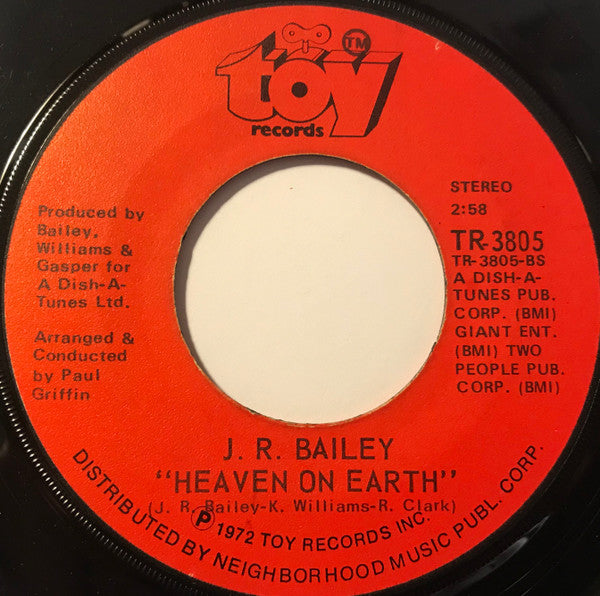 toy TM
records
STEREO
2:58
TR-3805
TR-3805-BS
A DISH-A-
TUNES PUB.
CORP. (BMI)
GIANT ENT.
(BMI) TWO
PEOPLE PUB.
CORP. (BMI)
Produced by
Bailey,
Williams &
Gasper for
A Dish-A-
Tunes Ltd.
Arranged &
Conducted
by Paul
Griffin
J. R. BAILEY
"HEAVEN ON EARTH"
(J. R. Bailey-K. Williams-R. Clark)
Ⓟ 1972 TOY RECORDS INC.
DISTRIBUTED BY NEIGHBORHOOD MUSIC PUBL. CORP.